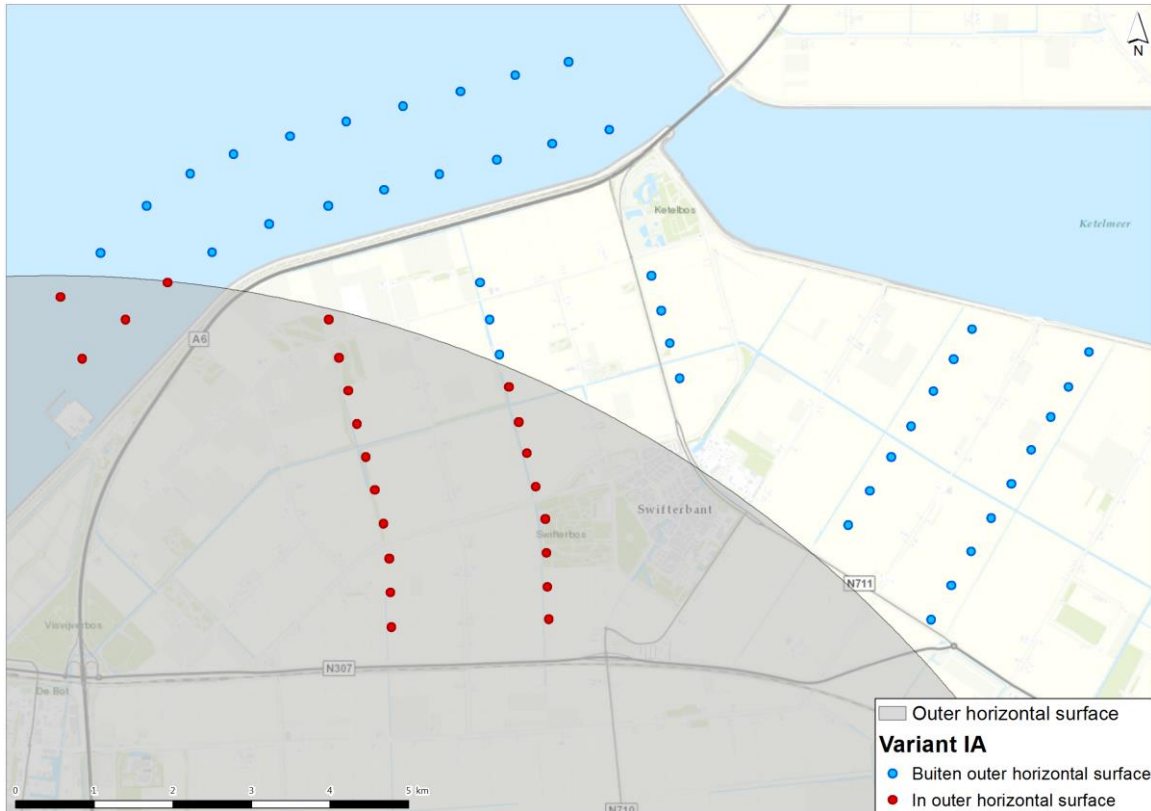 N
Ketelbos
Ketelmeer
A6
Swifterbant
Swifterbos
N711
Visvijverbos
N307
De Bot
N710
0 1 2 3 4 5 km
Outer horizontal surface
Variant IA
Buiten outer horizontal surface
In outer horizontal surface